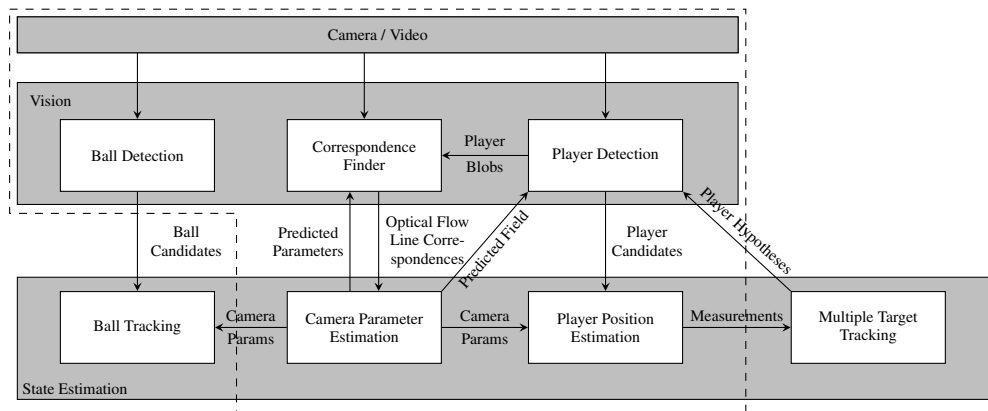 Camera / Video
Vision
Ball Detection
Correspondence
Finder
Player
Blobs
Player Detection
Ball
Candidates
Predicted
Parameters
Optical Flow
Line Corre-
spondences
Predicted Field
Player
Candidates
Player Hypotheses
Ball Tracking
Camera
Params
Camera Parameter
Estimation
Camera
Params
Player Position
Estimation
Measurements
Multiple Target
Tracking
State Estimation